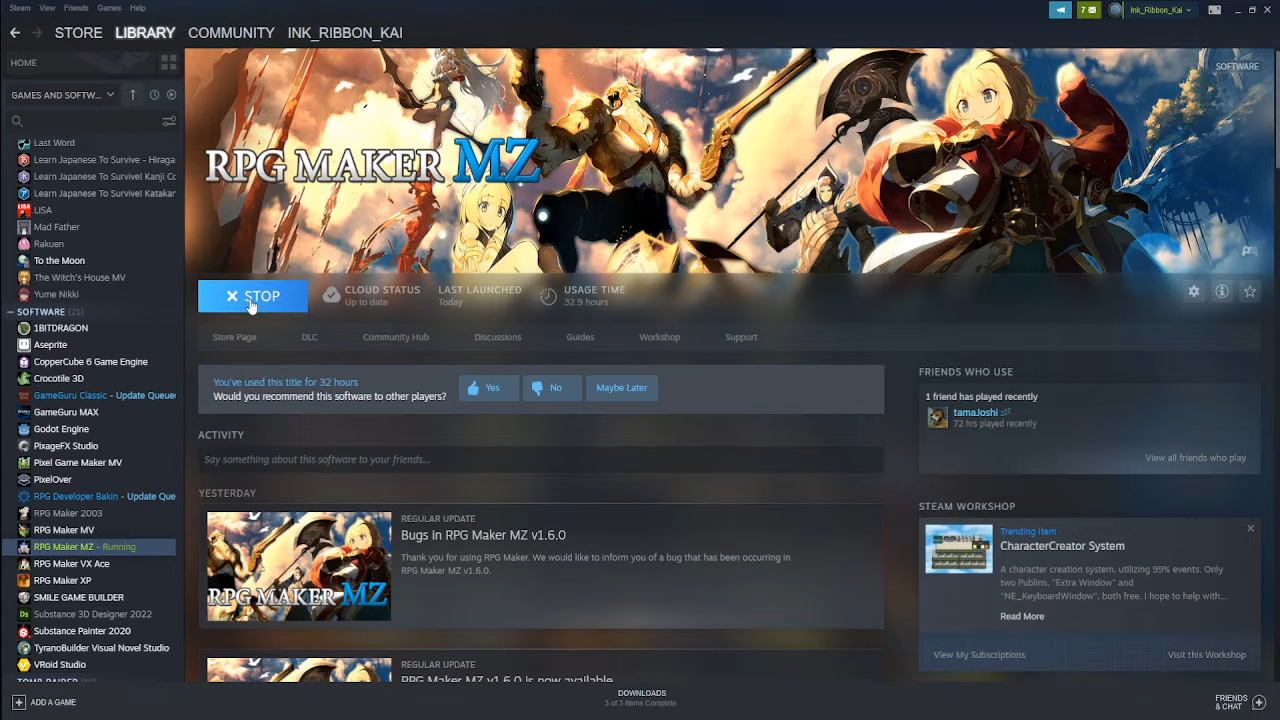 Steam View Friends Games Help
7
Ink_Ribbon_Kai
STORE LIBRARY COMMUNITY INK_RIBBON_KAI
HOME
GAMES AND SOFTW...
Last Word
Learn Japanese To Survive - Hiraga
Learn Japanese To Survive! Kanji Co
Learn Japanese To Survive! Katakan
LISA
Mad Father
Rakuen
To the Moon
The Witch's House MV
Yume Nikki
SOFTWARE (21)
1BITDRAGON
Aseprite
CopperCube 6 Game Engine
Crocotile 3D
GameGuru Classic - Update Queued
GameGuru MAX
Godot Engine
PixageFX Studio
Pixel Game Maker MV
PixelOver
RPG Developer Bakin - Update Que
RPG Maker 2003
RPG Maker MV
RPG Maker MZ - Running
RPG Maker VX Ace
RPG Maker XP
SMILE GAME BUILDER
Substance 3D Designer 2022
Substance Painter 2020
TyranoBuilder Visual Novel Studio
VRoid Studio
ADD A GAME
SOFTWARE
RPG MAKER MZ
STOP
CLOUD STATUS
Up to date
LAST LAUNCHED
Today
USAGE TIME
32.9 hours
Store Page DLC Community Hub Discussions Guides Workshop Support
You've used this title for 32 hours
Would you recommend this software to other players?
Yes No Maybe Later
ACTIVITY
Say something about this software to your friends...
YESTERDAY
RPG MAKER MZ
REGULAR UPDATE
Bugs in RPG Maker MZ v1.6.0
Thank you for using RPG Maker. We would like to inform you of a bug that has been occurring in
RPG Maker MZ v1.6.0.
REGULAR UPDATE
RPG Maker MZ v1.6.0 is now available
FRIENDS WHO USE
1 friend has played recently
tamaJoshi zzz
72 hrs played recently
View all friends who play
STEAM WORKSHOP
Trending Item
CharacterCreator System
A character creation system, utilizing 99% events. Only
two Publins, "Extra Window" and
"NE_KeyboardWindow", both free. I hope to help with...
Read More
View My Subscriptions Visit this Workshop
DOWNLOADS
3 of 3 Items Complete
FRIENDS
& CHAT